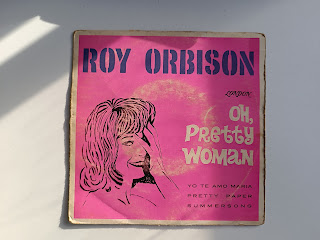 ROY ORBISON
LONDON
OH,
PRETTY
WOMAN
YO TE AMO MARIA
PRETTY PAPER
SUMMERSONG